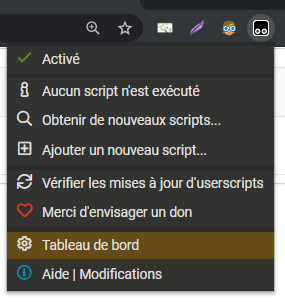 Activé
Aucun script n'est exécuté
Obtenir de nouveaux scripts...
Ajouter un nouveau script...
Vérifier les mises à jour d'userscripts
Merci d'envisager un don
Tableau de bord
Aide | Modifications